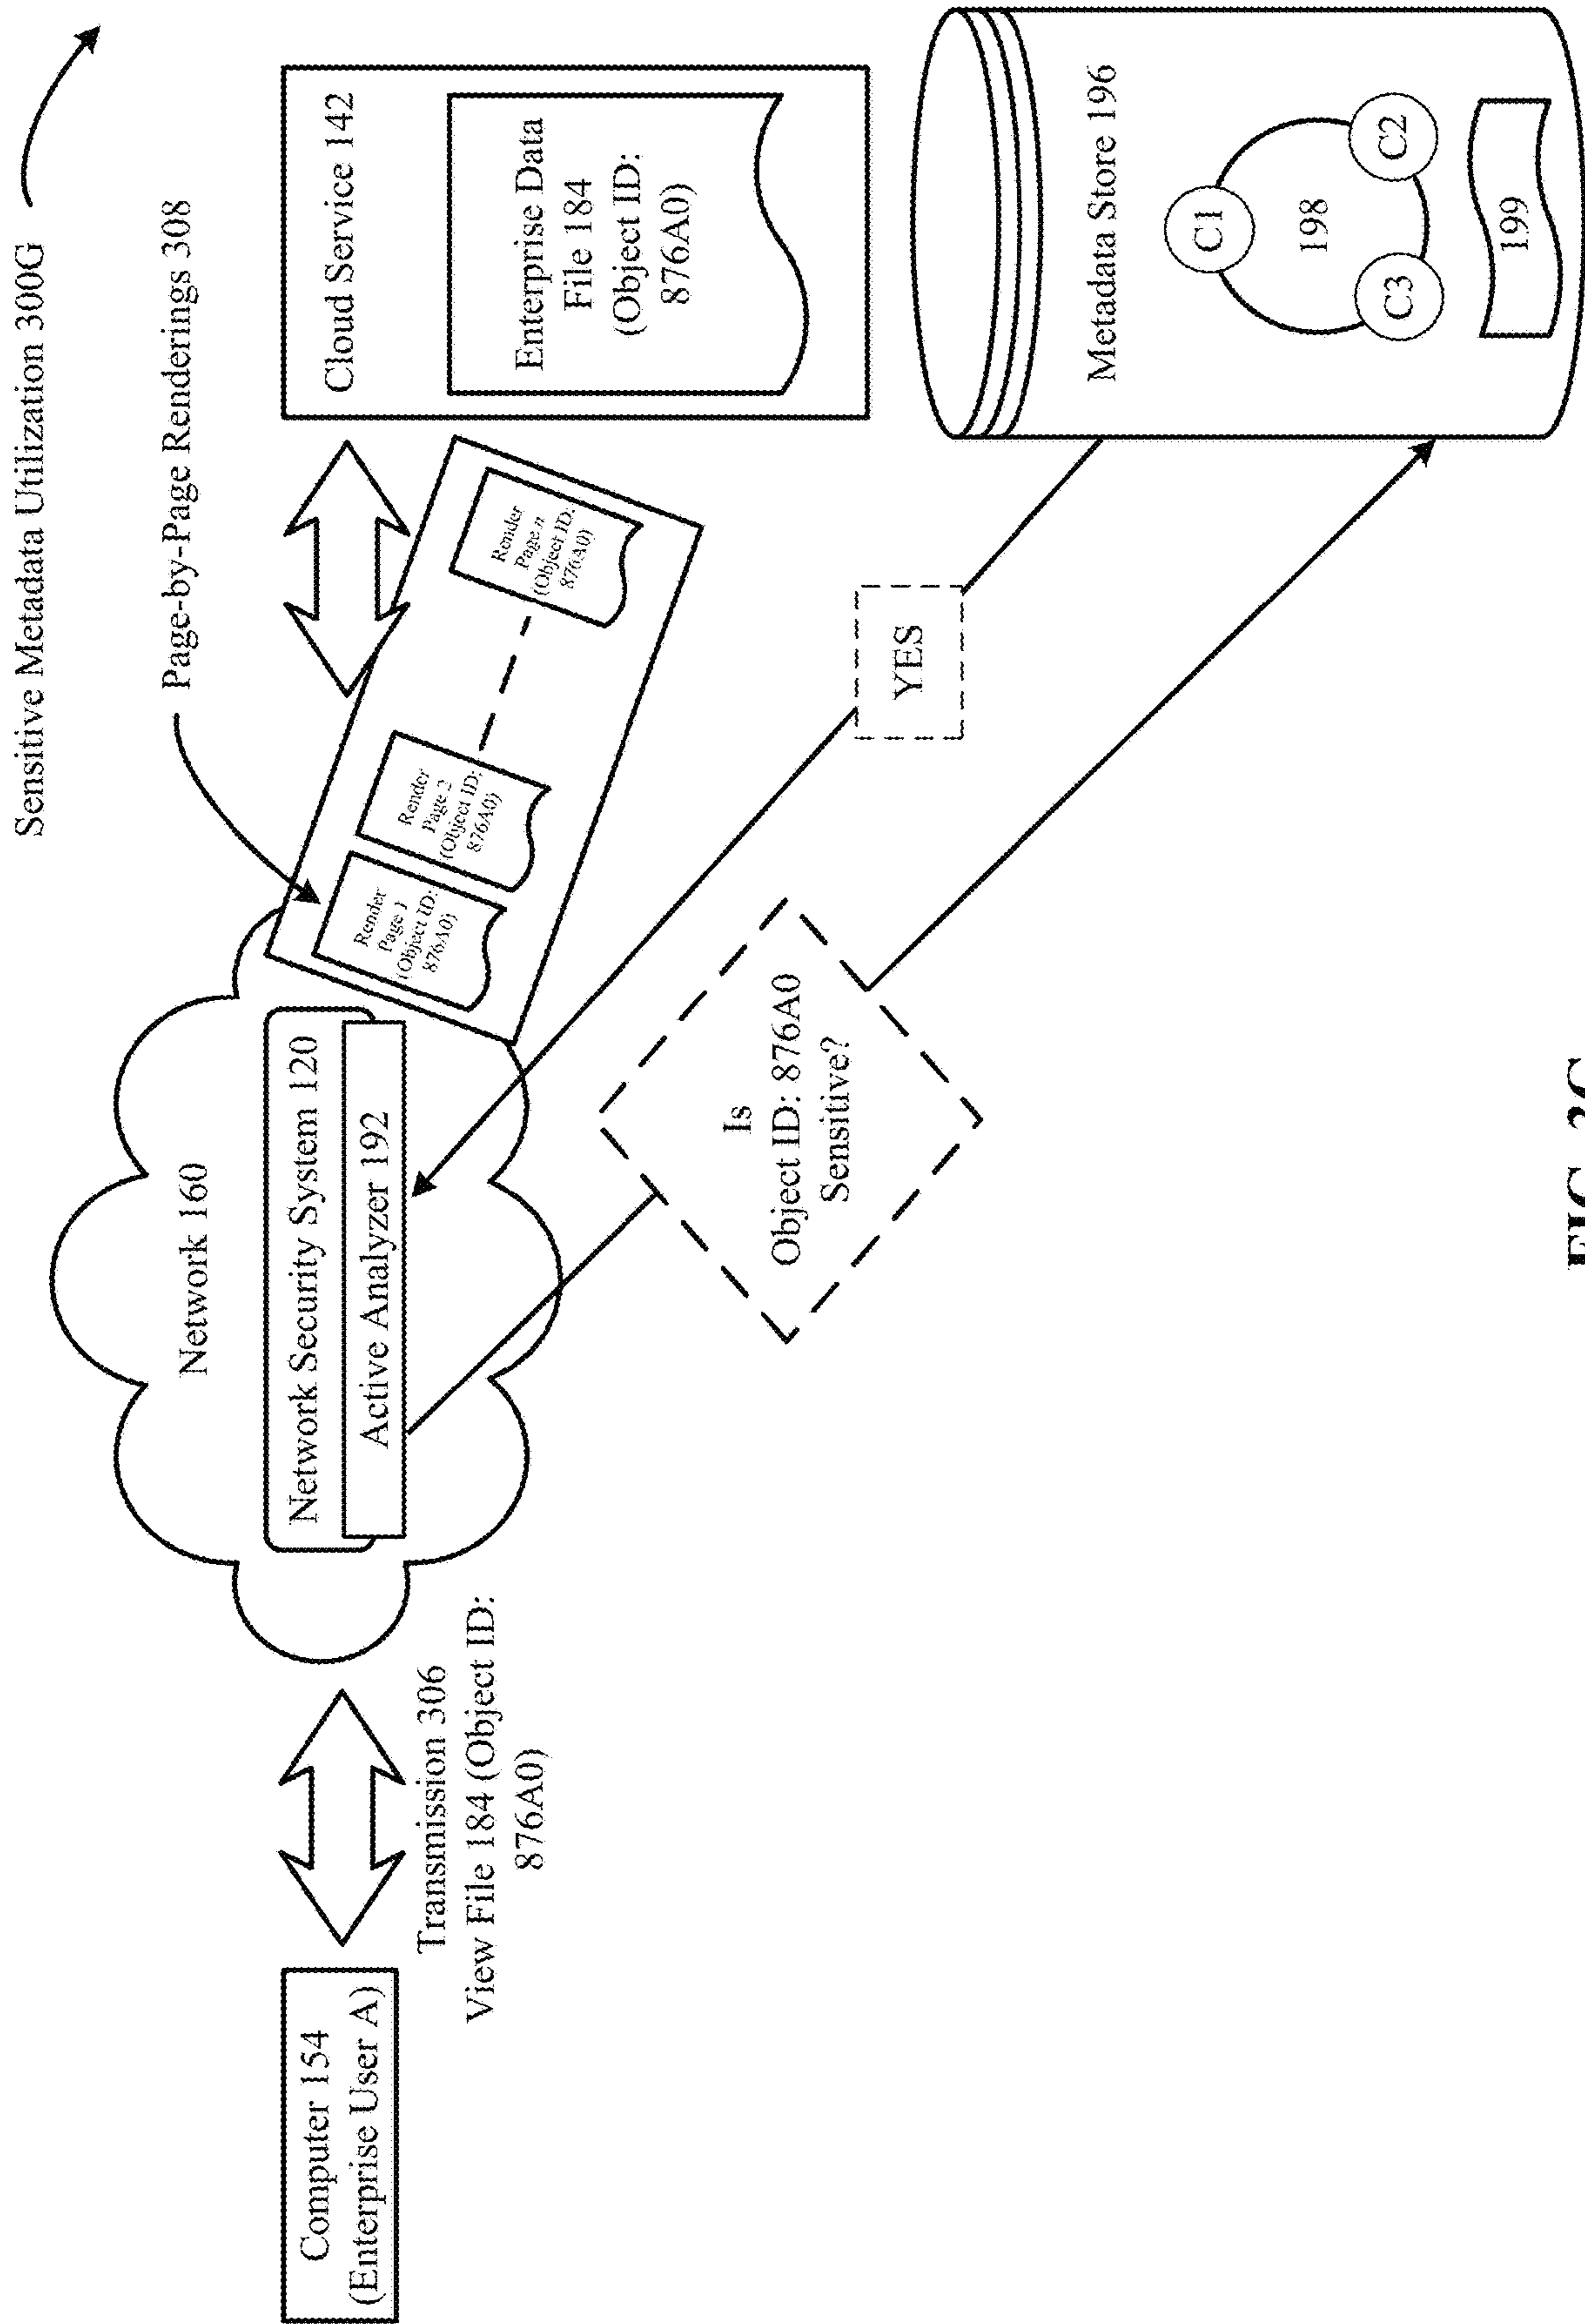 Sensitive Metadata Utilization 300G
Page-by-Page Renderings 308
Computer 154
(Enterprise User A)
Transmission 306
View File 184 (Object ID:
876A0)
Network 160
Network Security System 120
Active Analyzer 192
Render
Page 1
(Object ID:
876A0)
Render
Page 2
(Object ID:
876A0)
Render
Page n
(Object ID:
876A0)
Cloud Service 142
Enterprise Data
File 184
(Object ID:
876A0)
Is
Object ID: 876A0
Sensitive?
YES
Metadata Store 196
C1
198
C3
C2
199